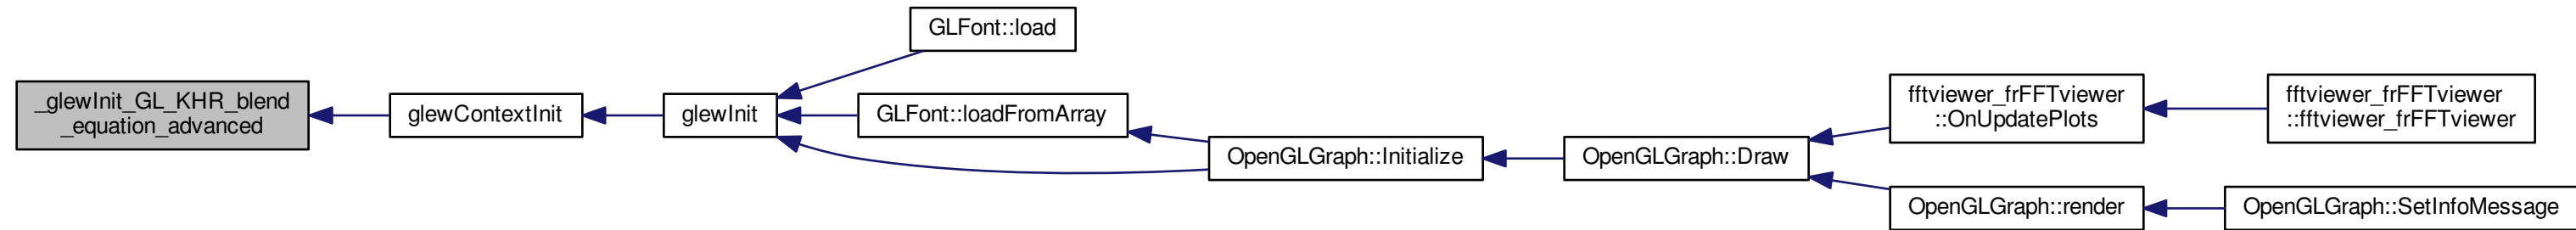 _glewInit_GL_KHR_blend
_equation_advanced
glewContextInit
glewInit
GLFont::load
GLFont::loadFromArray
OpenGLGraph::Initialize
OpenGLGraph::Draw
fftviewer_frFFTviewer
::OnUpdatePlots
fftviewer_frFFTviewer
::fftviewer_frFFTviewer
OpenGLGraph::render
OpenGLGraph::SetInfoMessage